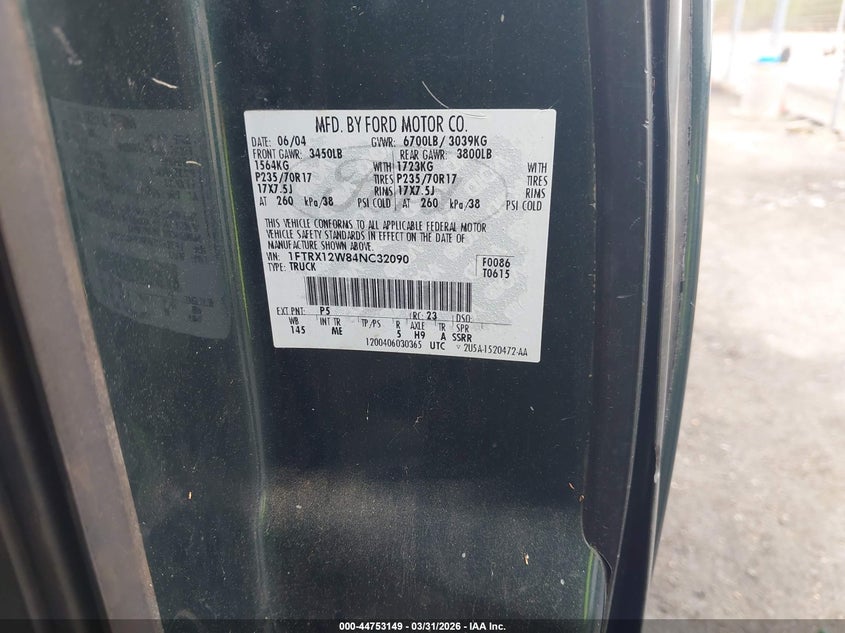 MFD. BY FORD MOTOR CO.
DATE: 06/04 GVWR: 6700LB/ 3039KG
FRONT GAWR: 3450LB REAR GAWR: 3800LB
1564KG WITH 1723KG WITH
P235/70R17 TIRES P235/70R17 TIRES
17X7.5J RIMS 17X7.5J RIMS
AT 260 kPa/38 PSI COLD AT 260 kPa/38 PSI COLD
THIS VEHICLE CONFORMS TO ALL APPLICABLE FEDERAL MOTOR
VEHICLE SAFETY STANDARDS IN EFFECT ON THE DATE OF
MANUFACTURE SHOWN ABOVE.
VIN: 1FTRX12W84NC32090 F0086
TYPE: TRUCK T0615
EXT PNT: P5 RC: 23 DSO:
WB INT TR TP/PS R AXLE TR SPR
145 ME 5 H9 A SSRR
1200406030365 UTC 2U5A-1520472-AA
Ford
000-44753149 - 03/31/2026 - IAA Inc.